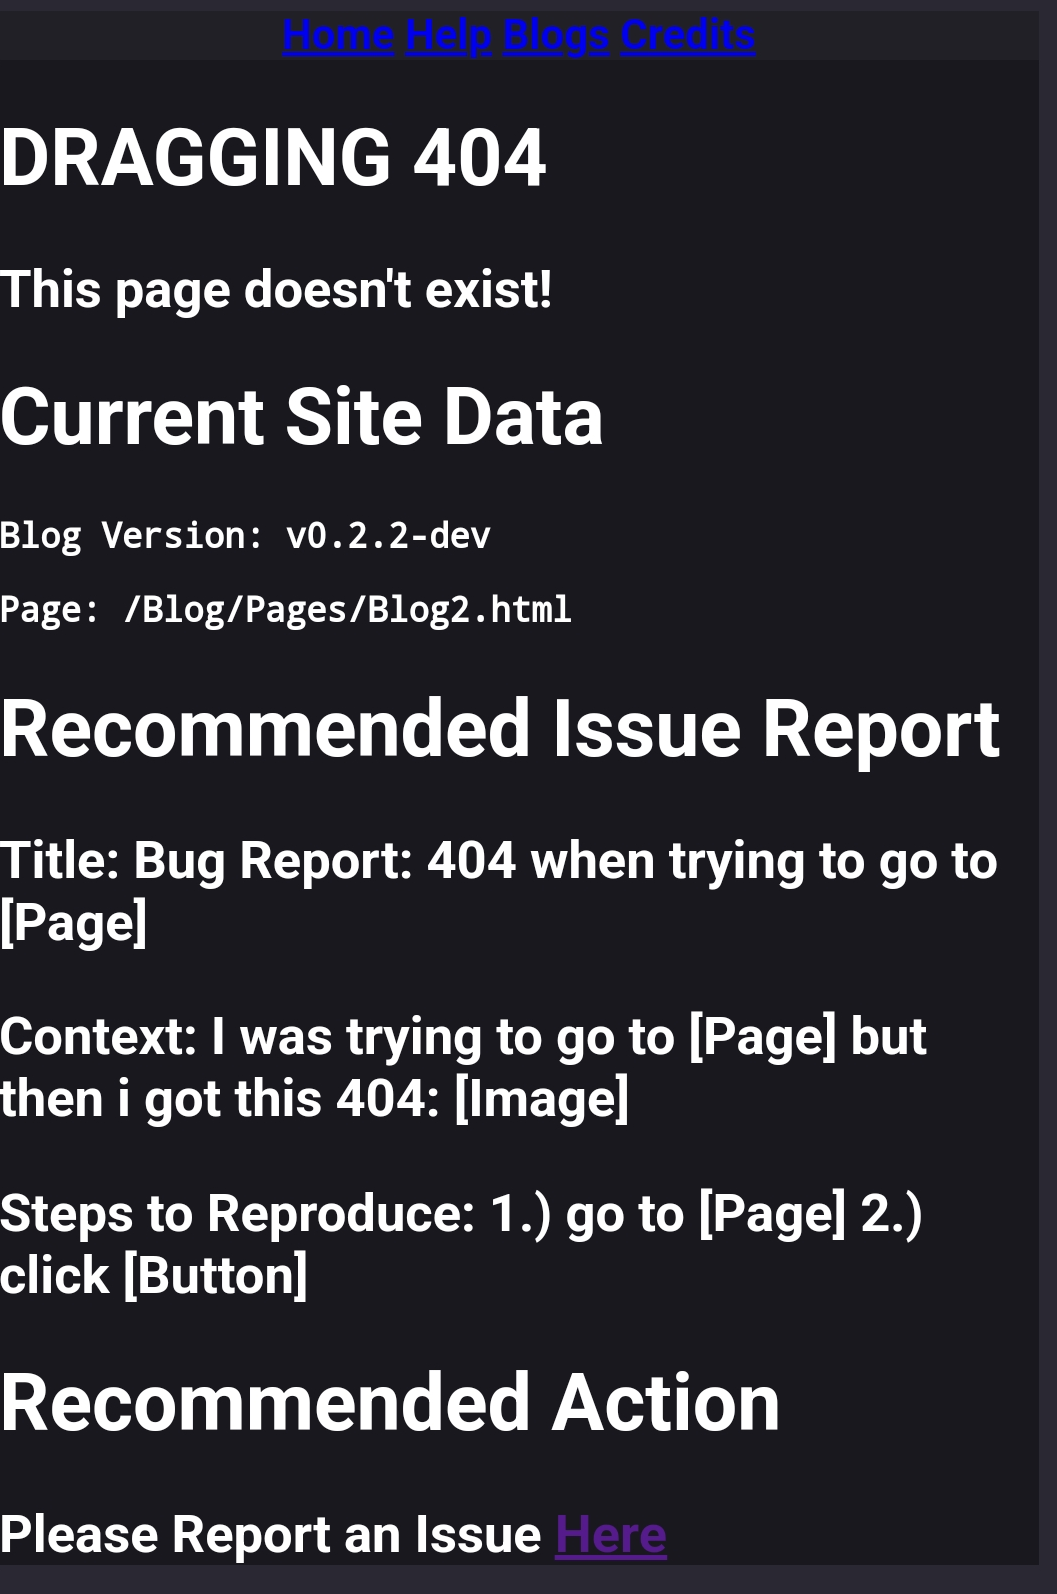 Home Help Blogs Credits
DRAGGING 404
This page doesn't exist!
Current Site Data
Blog Version: v0.2.2-dev
Page: /Blog/Pages/Blog2.html
Recommended Issue Report
Title: Bug Report: 404 when trying to go to
[Page]
Context: I was trying to go to [Page] but
then i got this 404: [Image]
Steps to Reproduce: 1.) go to [Page] 2.)
click [Button]
Recommended Action
Please Report an Issue Here